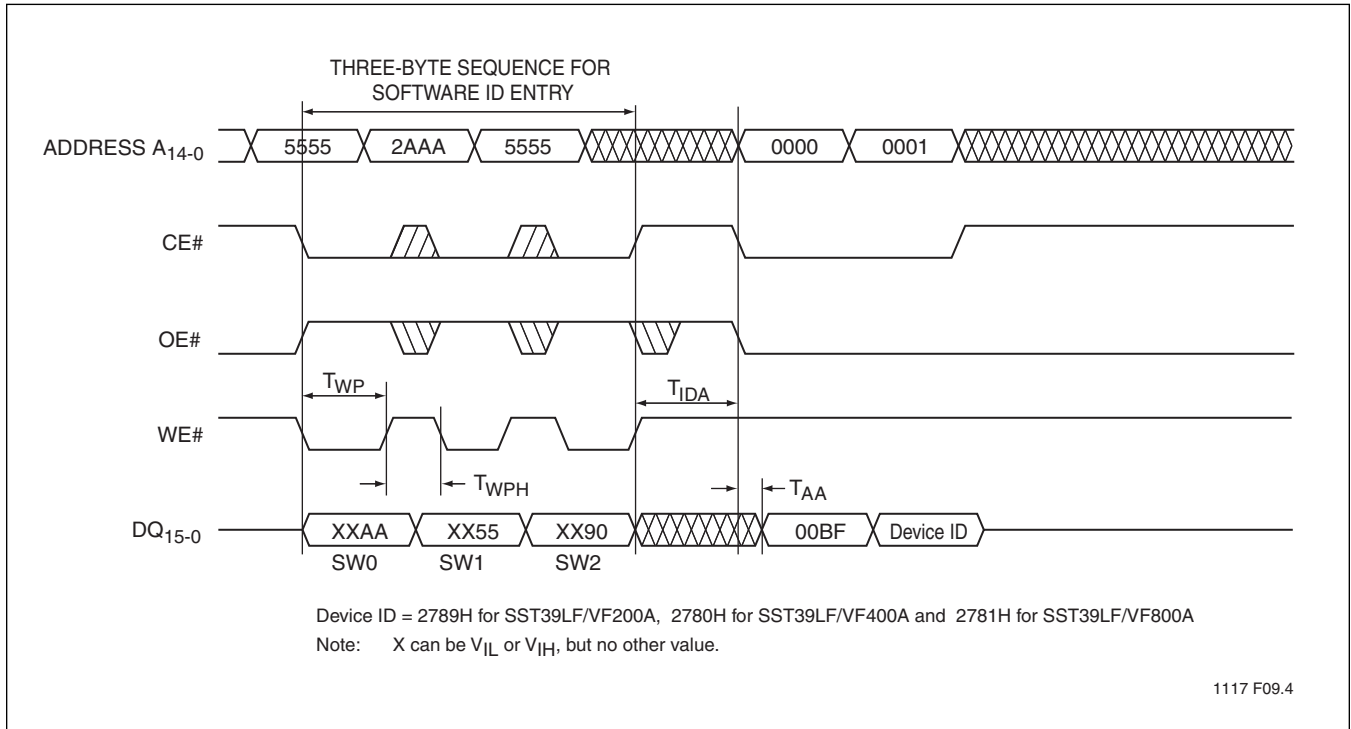 THREE-BYTE SEQUENCE FOR
SOFTWARE ID ENTRY
ADDRESS A14-0
5555
2AAA
5555
0000
0001
CE#
OE#
TWP
TIDA
WE#
TWPH
TAA
DQ15-0
XXAA
XX55
XX90
00BF
Device ID
SW0
SW1
SW2
Device ID = 2789H for SST39LF/VF200A, 2780H for SST39LF/VF400A and 2781H for SST39LF/VF800A
Note: X can be VIL or VIH, but no other value.
1117 F09.4